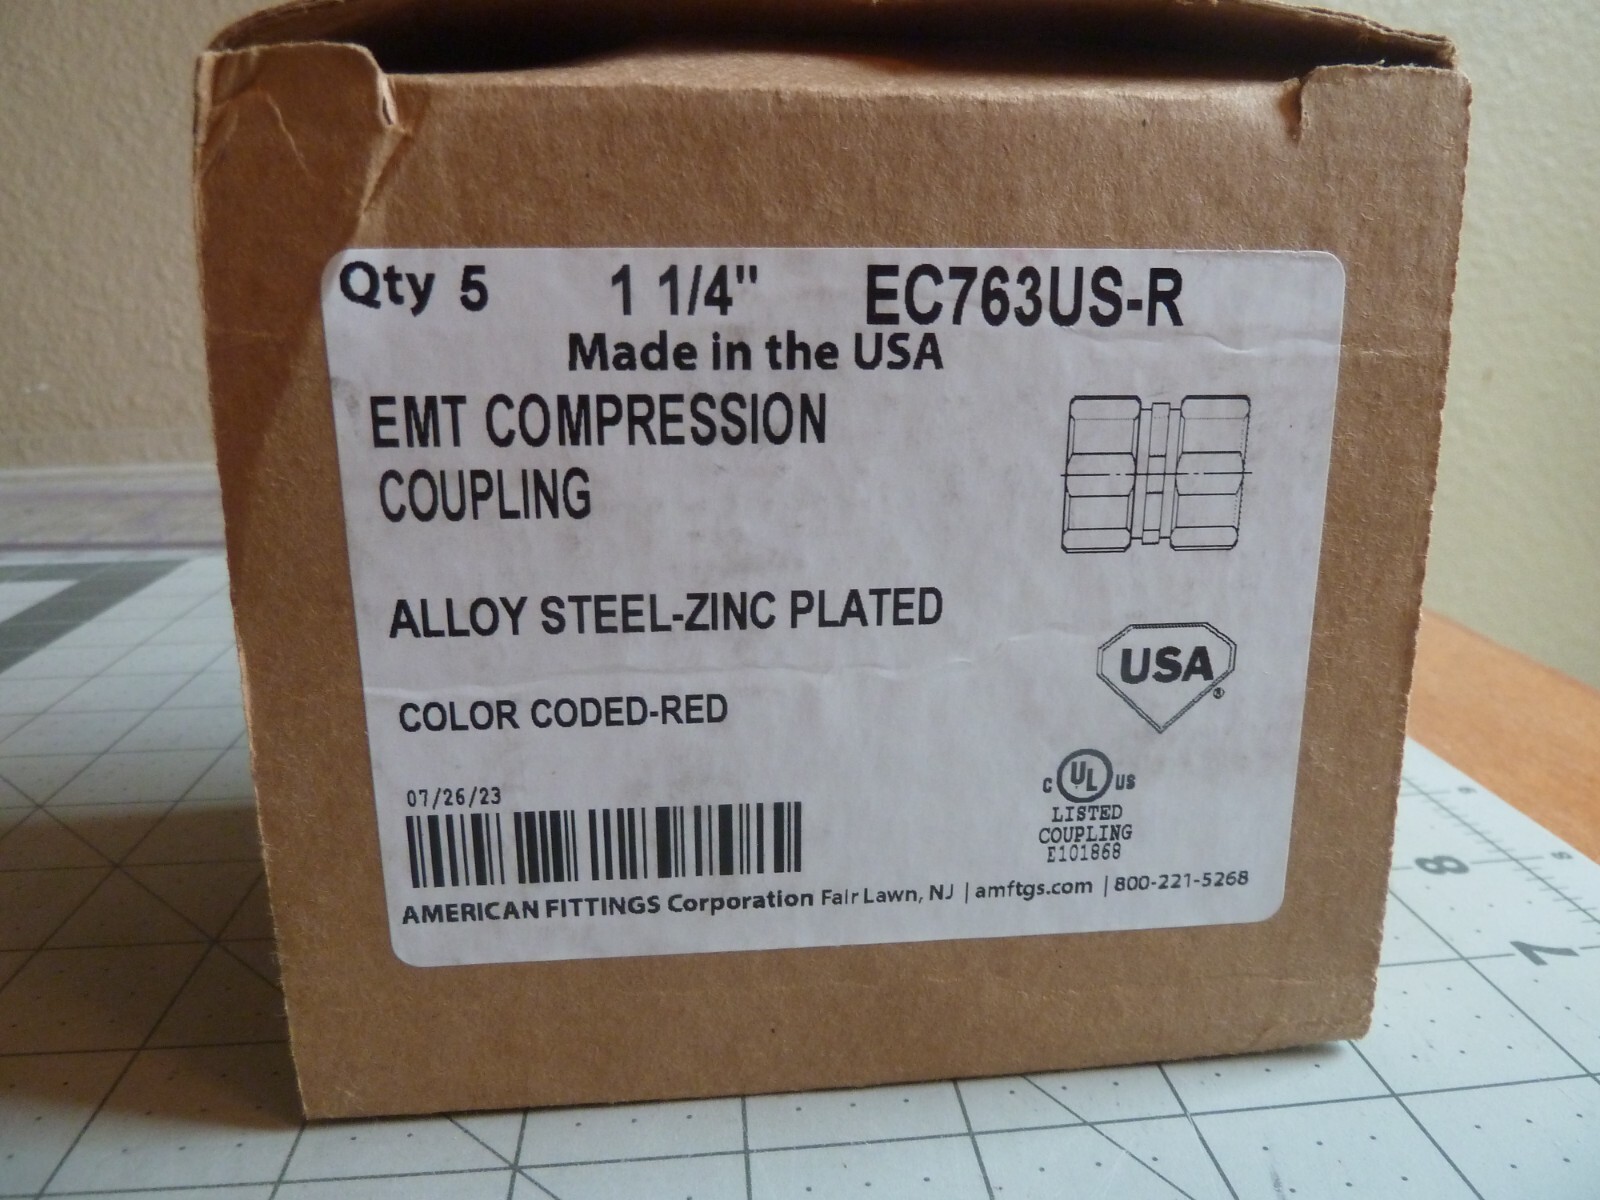 Qty 5 1 1/4" EC763US-R
Made in the USA
EMT COMPRESSION
COUPLING
ALLOY STEEL-ZINC PLATED
USA
®
COLOR CODED-RED
07/26/23
C UL US
LISTED
COUPLING
E101868
AMERICAN FITTINGS Corporation Fair Lawn, NJ | amftgs.com | 800-221-5268
8
7